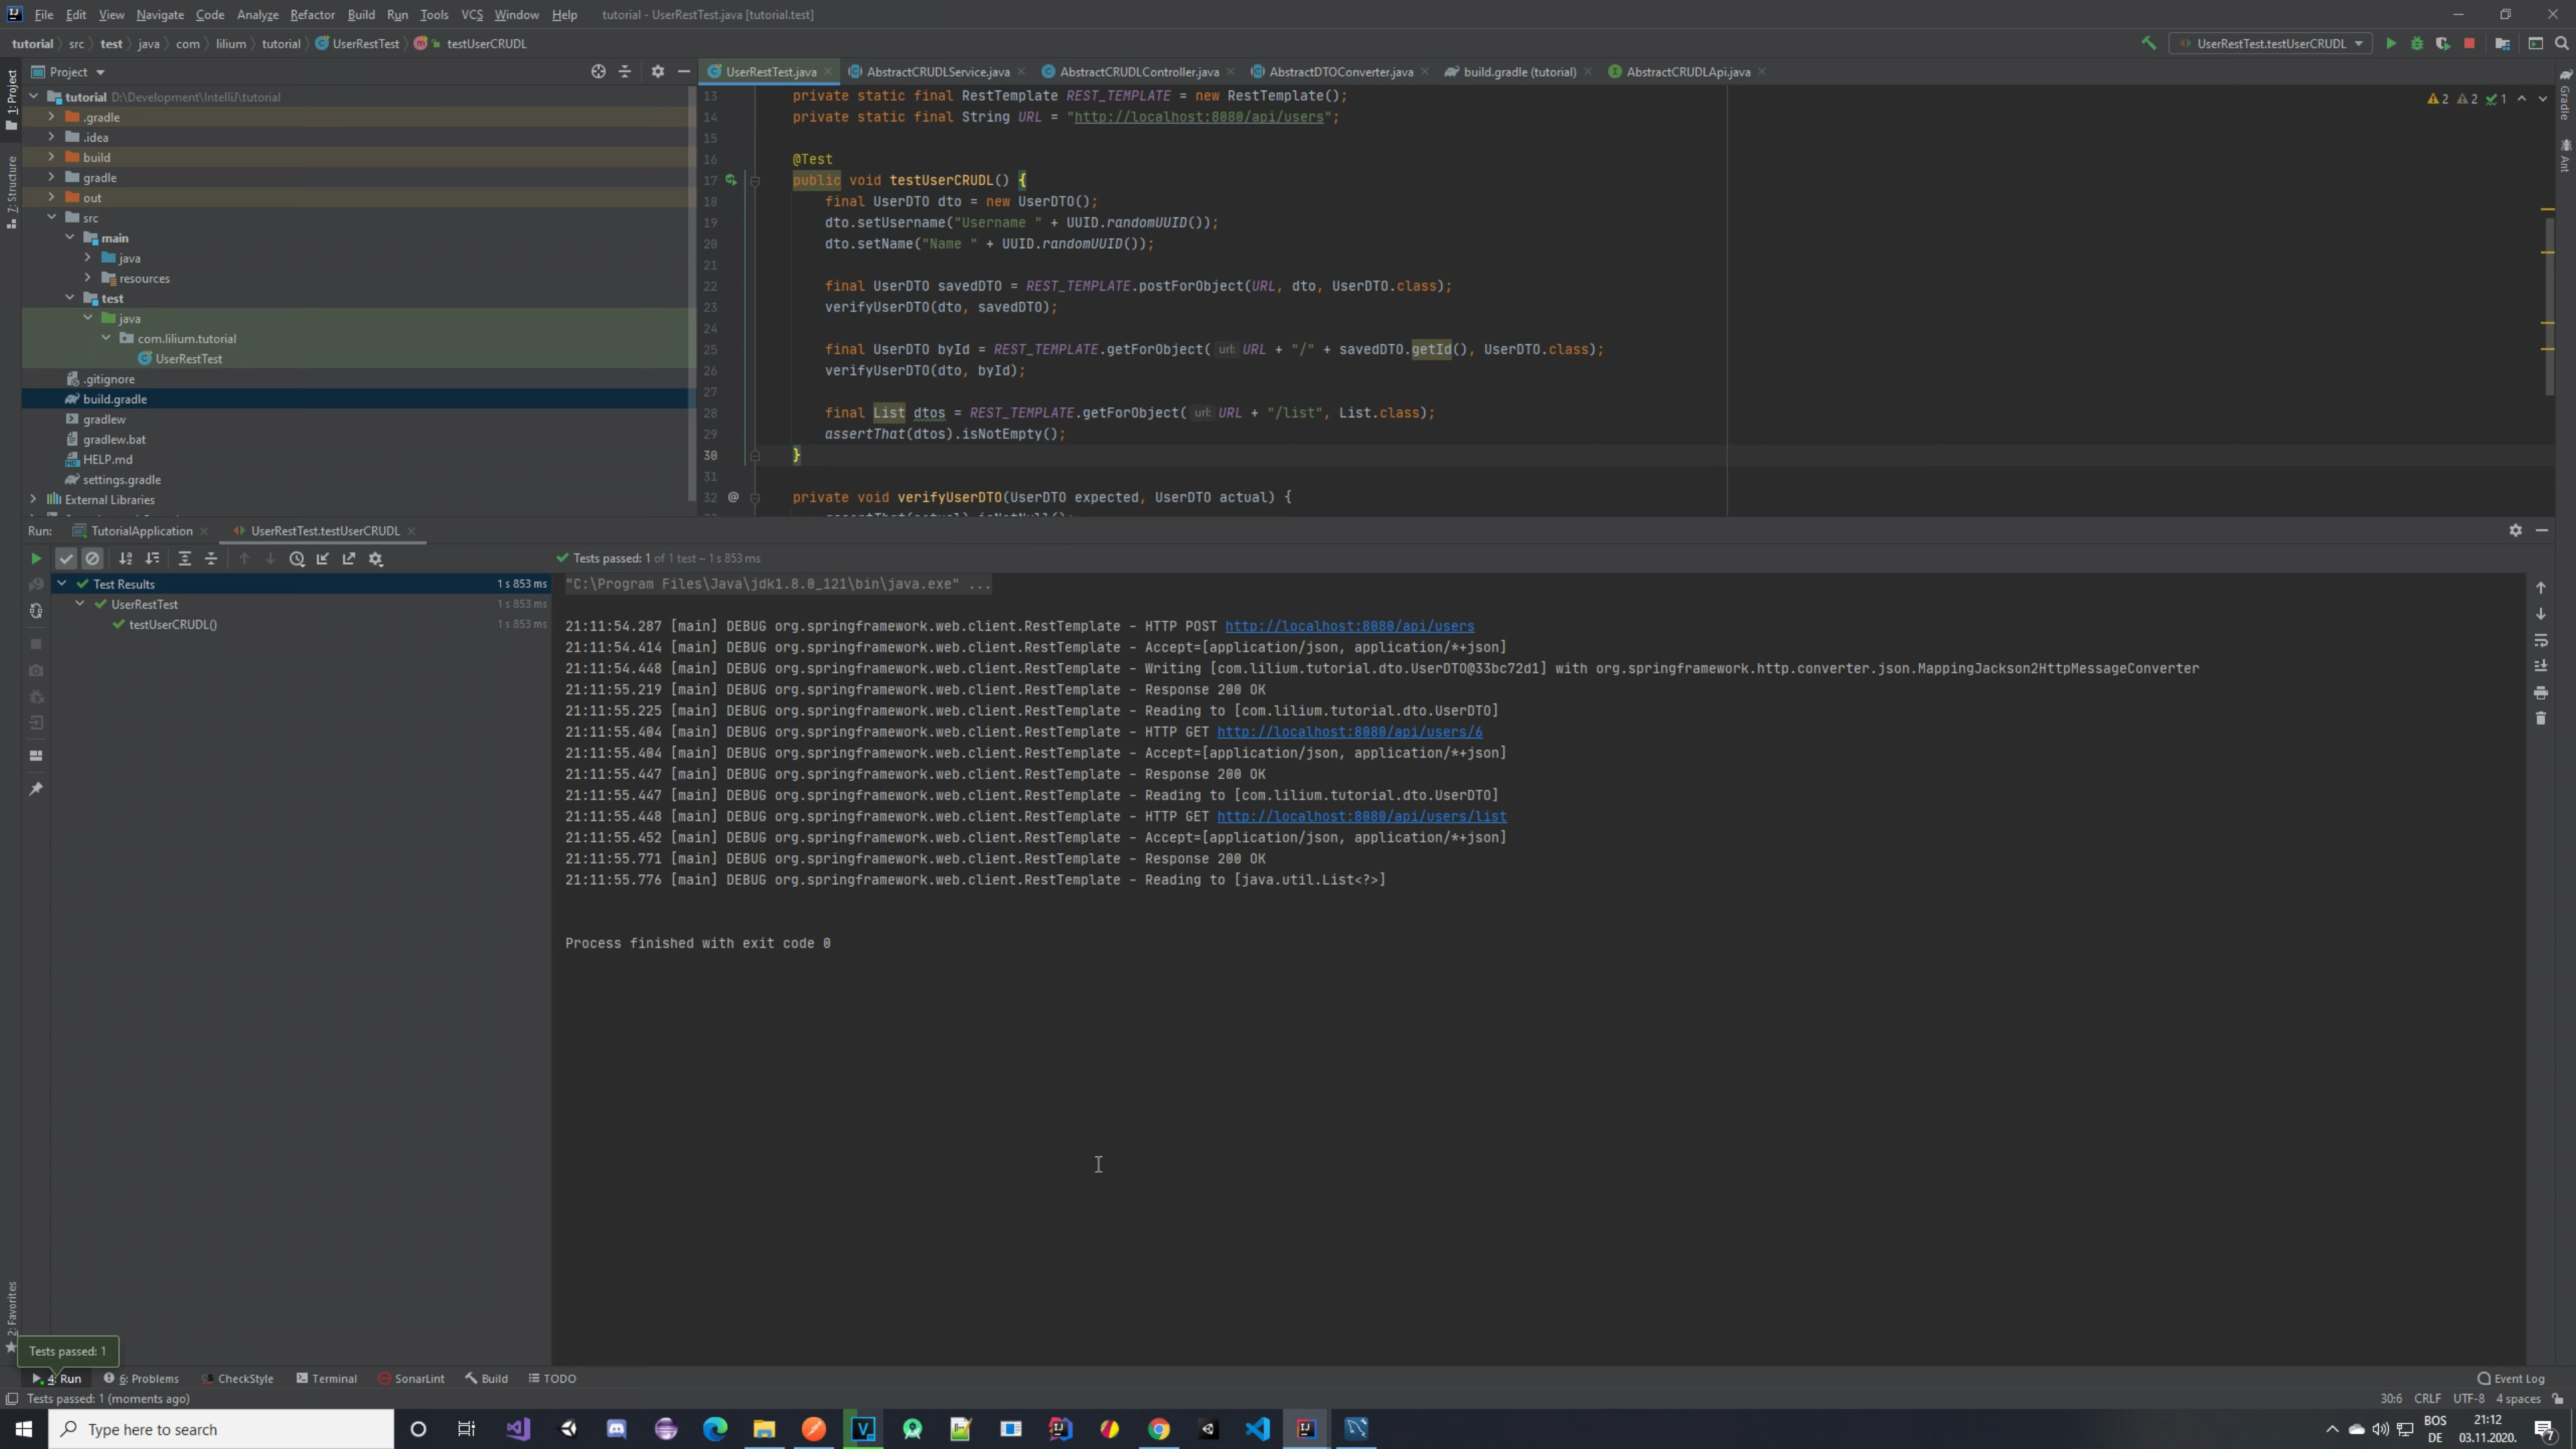 File Edit View Navigate Code Analyze Refactor Build Run Tools VCS Window Help tutorial - UserRestTest.java [tutorial.test]
tutorial src test java com lilium tutorial UserRestTest testUserCRUDL
UserRestTest.testUserCRUDL
1: Project
Z: Structure
2: Favorites
Gradle
Ant
Project
tutorial D:\Development\IntelliJ\tutorial
.gradle
.idea
build
gradle
out
src
main
java
resources
test
java
com.lilium.tutorial
UserRestTest
.gitignore
build.gradle
gradlew
gradlew.bat
HELP.md
settings.gradle
External Libraries
UserRestTest.java AbstractCRUDLService.java AbstractCRUDLController.java AbstractDTOConverter.java build.gradle (tutorial) AbstractCRUDLApi.java
2 2 1
13 private static final RestTemplate REST_TEMPLATE = new RestTemplate();
14 private static final String URL = "http://localhost:8080/api/users";
15
16 @Test
17 public void testUserCRUDL() {
18 final UserDTO dto = new UserDTO();
19 dto.setUsername("Username " + UUID.randomUUID());
20 dto.setName("Name " + UUID.randomUUID());
21
22 final UserDTO savedDTO = REST_TEMPLATE.postForObject(URL, dto, UserDTO.class);
23 verifyUserDTO(dto, savedDTO);
24
25 final UserDTO byId = REST_TEMPLATE.getForObject( url: URL + "/" + savedDTO.getId(), UserDTO.class);
26 verifyUserDTO(dto, byId);
27
28 final List dtos = REST_TEMPLATE.getForObject( url: URL + "/list", List.class);
29 assertThat(dtos).isNotEmpty();
30 }
31
32 @ private void verifyUserDTO(UserDTO expected, UserDTO actual) {
Run: TutorialApplication UserRestTest.testUserCRUDL
Tests passed: 1 of 1 test – 1 s 853 ms
Test Results 1 s 853 ms
UserRestTest 1 s 853 ms
testUserCRUDL() 1 s 853 ms
"C:\Program Files\Java\jdk1.8.0_121\bin\java.exe" ...
21:11:54.287 [main] DEBUG org.springframework.web.client.RestTemplate - HTTP POST http://localhost:8080/api/users
21:11:54.414 [main] DEBUG org.springframework.web.client.RestTemplate - Accept=[application/json, application/*+json]
21:11:54.448 [main] DEBUG org.springframework.web.client.RestTemplate - Writing [com.lilium.tutorial.dto.UserDTO@33bc72d1] with org.springframework.http.converter.json.MappingJackson2HttpMessageConverter
21:11:55.219 [main] DEBUG org.springframework.web.client.RestTemplate - Response 200 OK
21:11:55.225 [main] DEBUG org.springframework.web.client.RestTemplate - Reading to [com.lilium.tutorial.dto.UserDTO]
21:11:55.404 [main] DEBUG org.springframework.web.client.RestTemplate - HTTP GET http://localhost:8080/api/users/6
21:11:55.404 [main] DEBUG org.springframework.web.client.RestTemplate - Accept=[application/json, application/*+json]
21:11:55.447 [main] DEBUG org.springframework.web.client.RestTemplate - Response 200 OK
21:11:55.447 [main] DEBUG org.springframework.web.client.RestTemplate - Reading to [com.lilium.tutorial.dto.UserDTO]
21:11:55.448 [main] DEBUG org.springframework.web.client.RestTemplate - HTTP GET http://localhost:8080/api/users/list
21:11:55.452 [main] DEBUG org.springframework.web.client.RestTemplate - Accept=[application/json, application/*+json]
21:11:55.771 [main] DEBUG org.springframework.web.client.RestTemplate - Response 200 OK
21:11:55.776 [main] DEBUG org.springframework.web.client.RestTemplate - Reading to [java.util.List<?>]
Process finished with exit code 0
Tests passed: 1
4: Run 6: Problems CheckStyle Terminal SonarLint Build TODO Event Log
Tests passed: 1 (moments ago) 30:6 CRLF UTF-8 4 spaces
Type here to search
BOS
DE
21:12
03.11.2020.
7